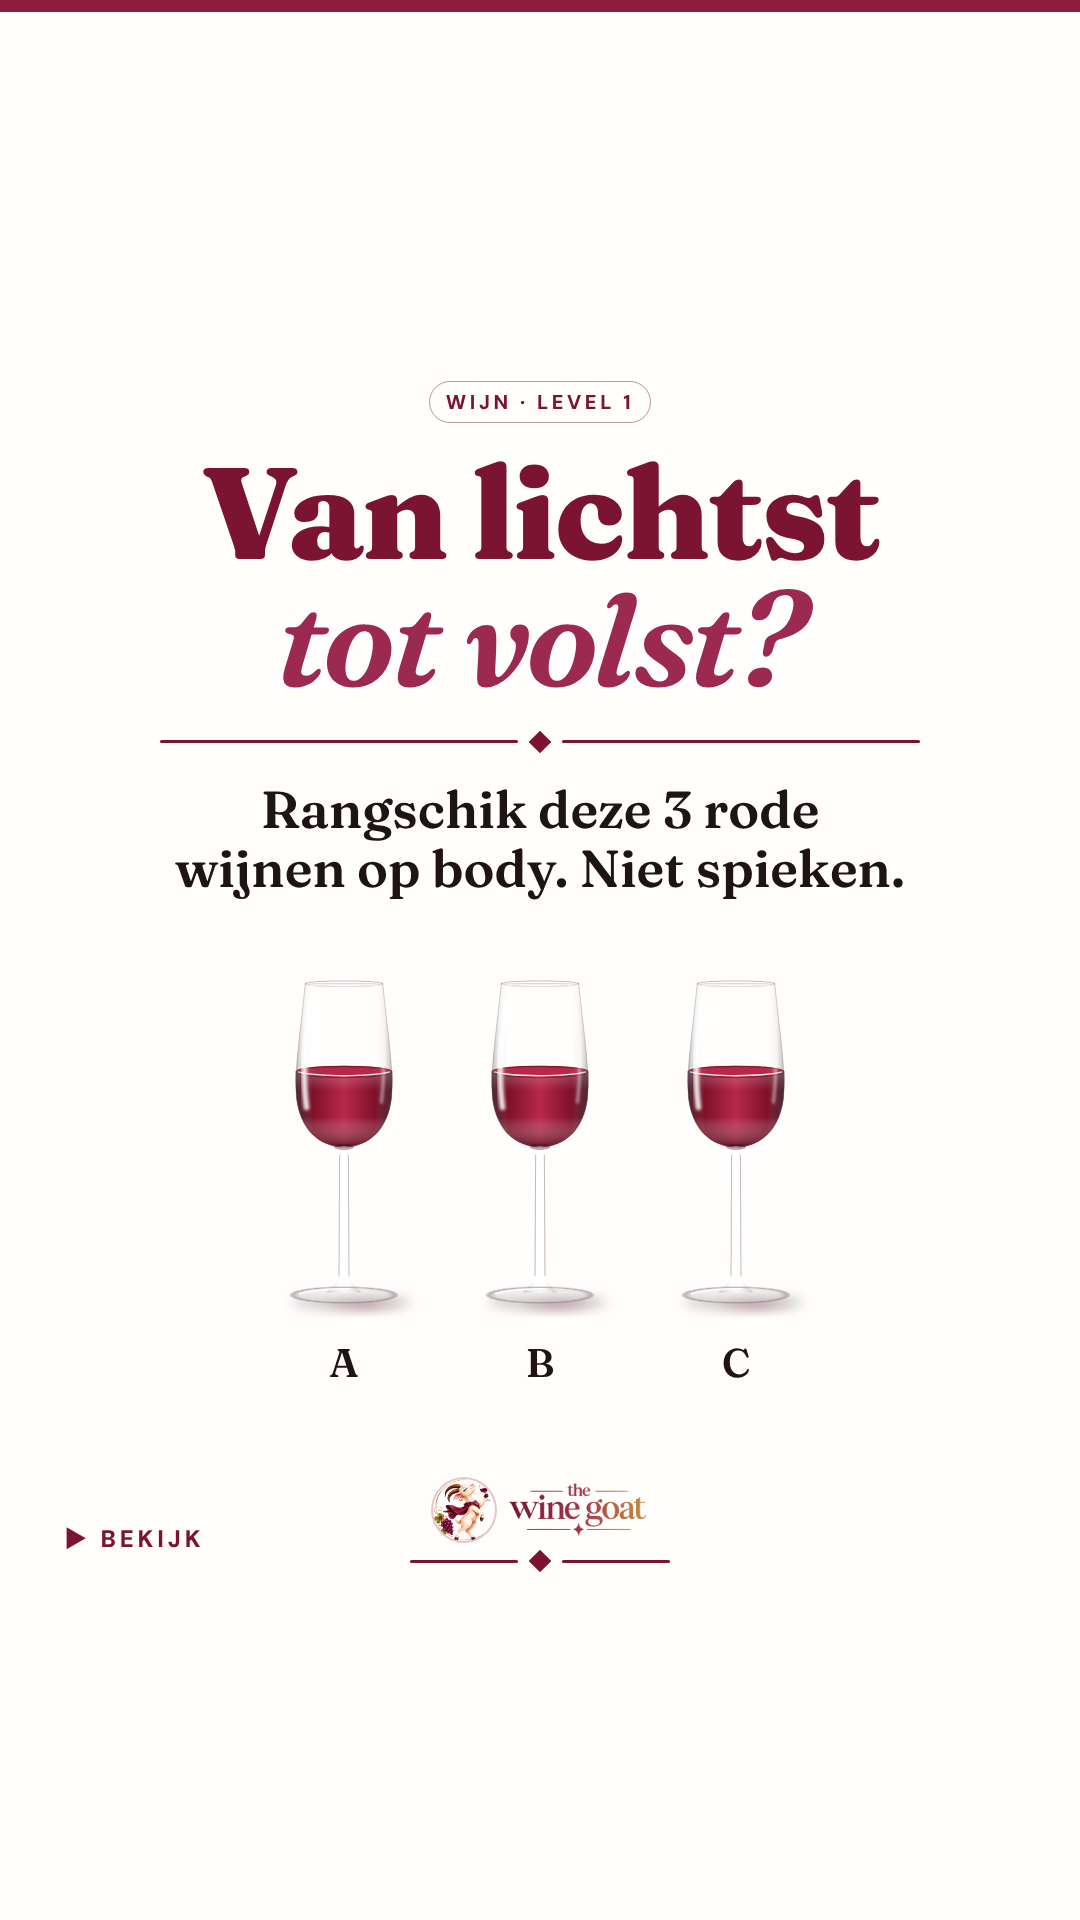 WIJN · LEVEL 1
Van lichtst
tot volst?
Rangschik deze 3 rode
wijnen op body. Niet spieken.
A B C
the
wine goat
▶ BEKIJK